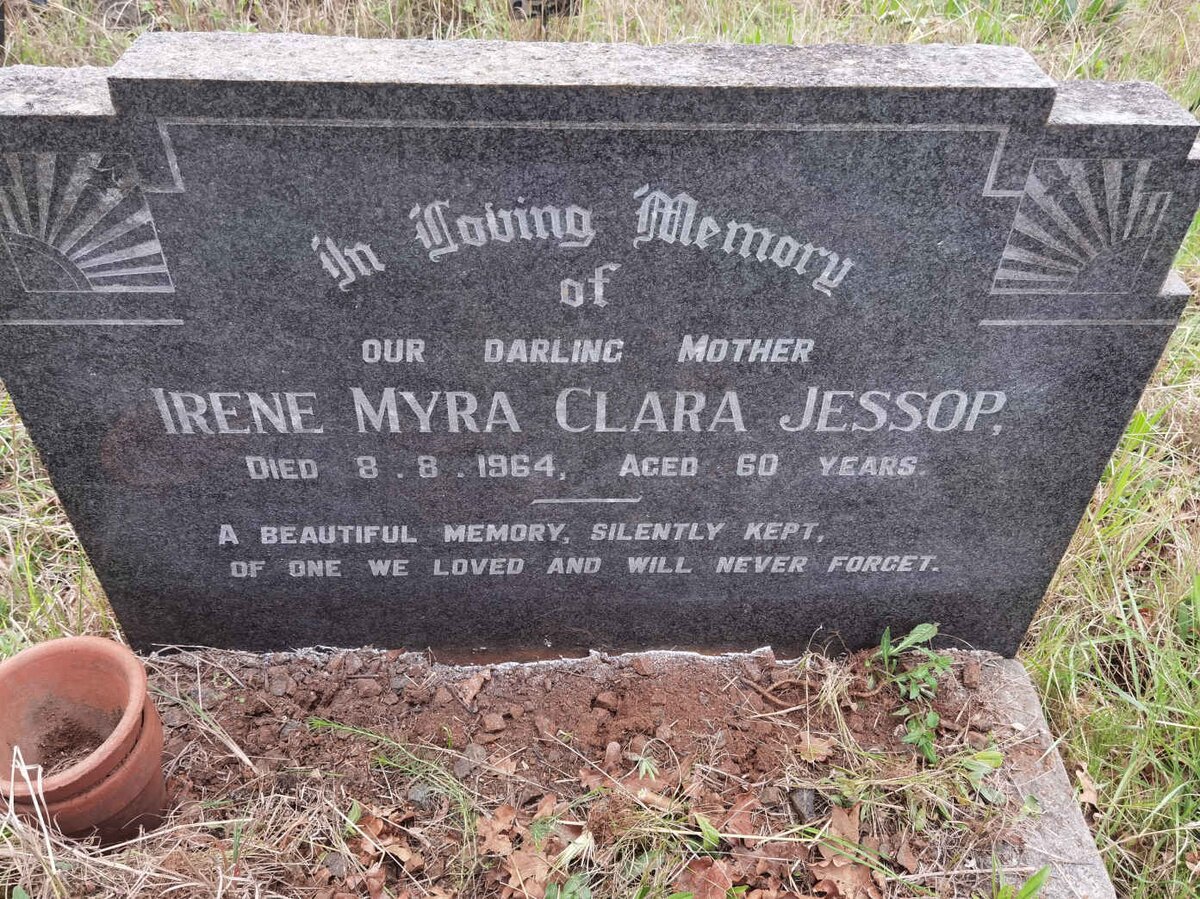 In Loving Memory
of
OUR DARLING MOTHER
IRENE MYRA CLARA JESSOP,
DIED 8.8.1964, AGED 60 YEARS.
A BEAUTIFUL MEMORY, SILENTLY KEPT,
OF ONE WE LOVED AND WILL NEVER FORGET.